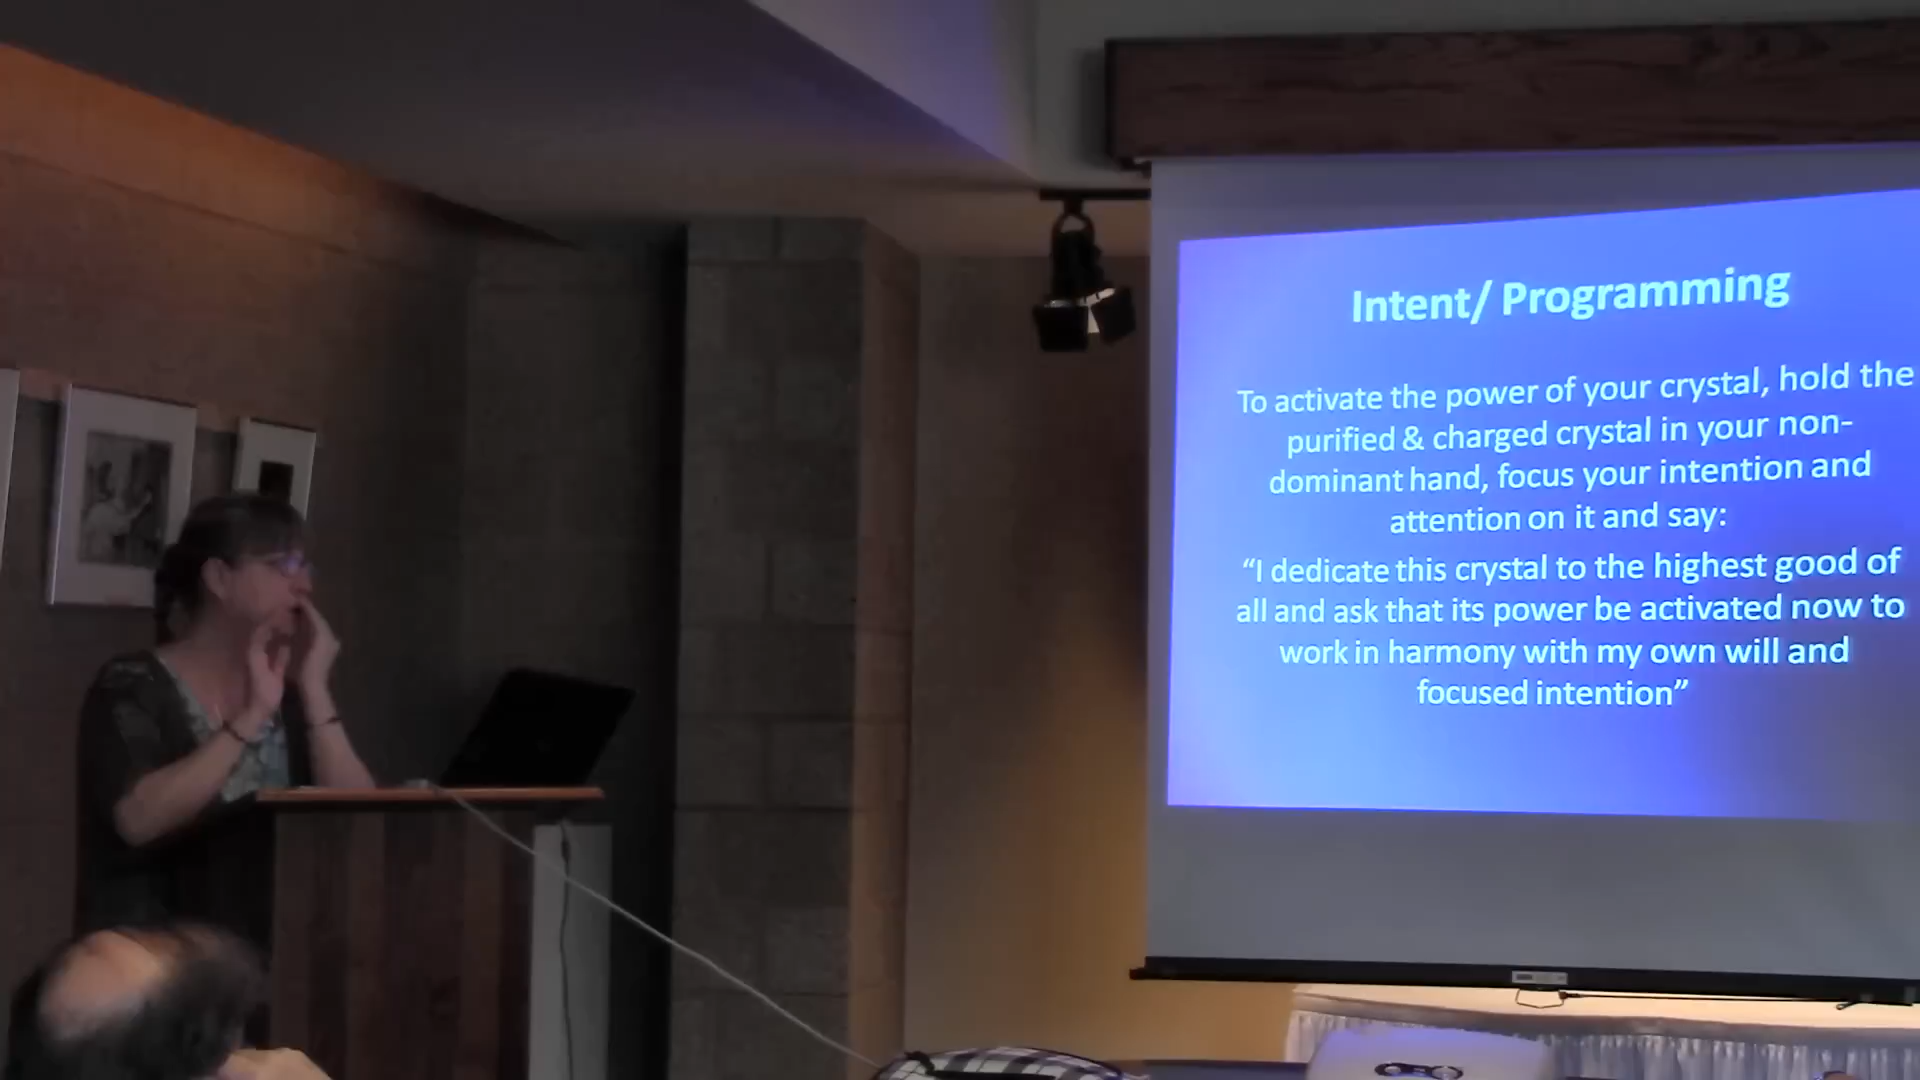 Intent/ Programming
To activate the power of your crystal, hold the
purified & charged crystal in your non-
dominant hand, focus your intention and
attention on it and say:
“I dedicate this crystal to the highest good of
all and ask that its power be activated now to
work in harmony with my own will and
focused intention”